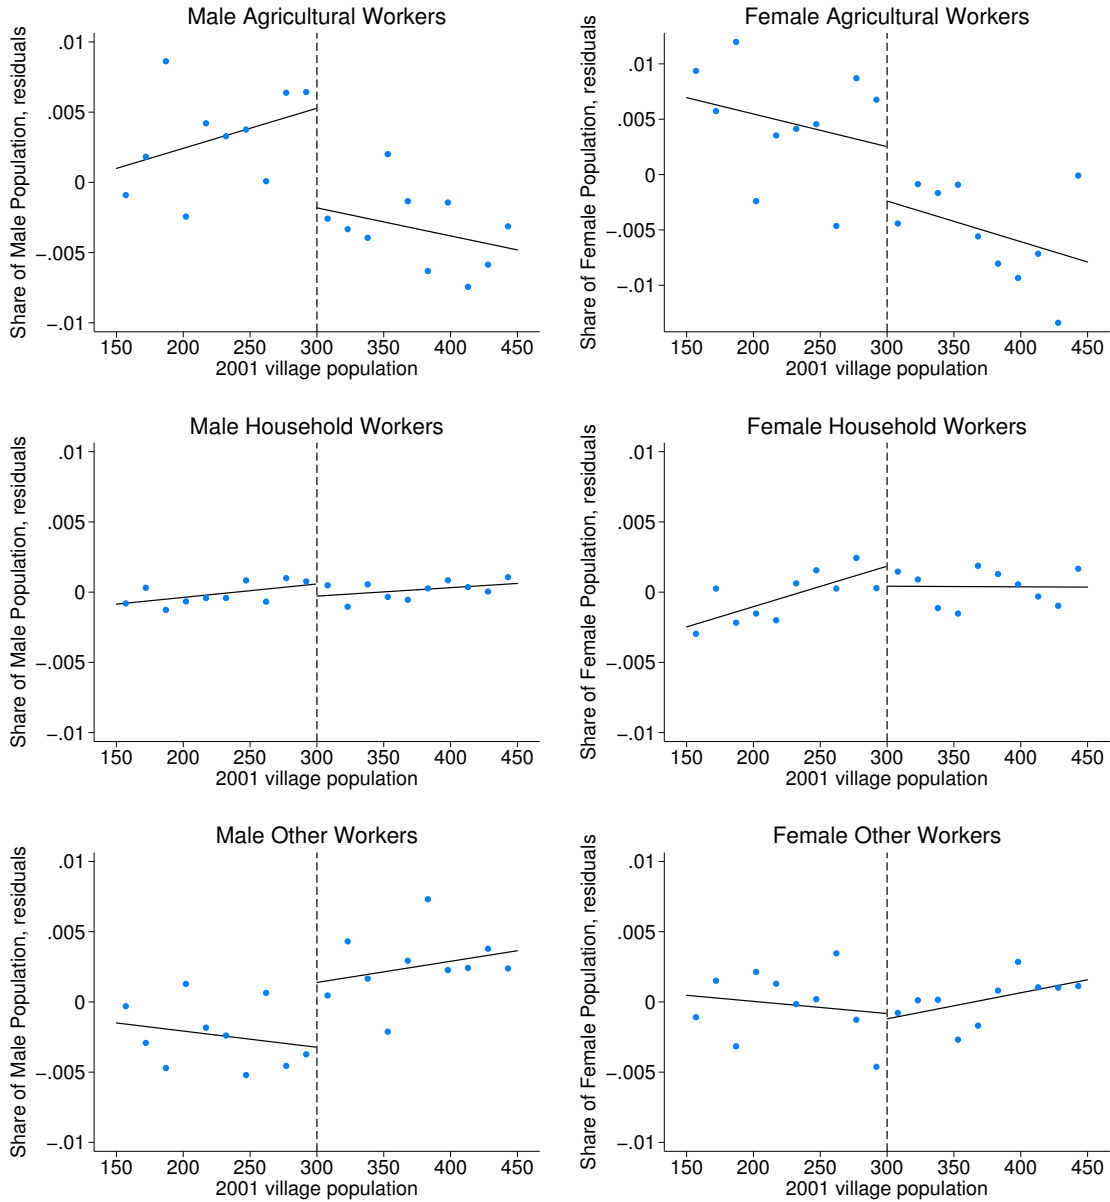 Male Agricultural Workers
Share of Male Population, residuals
.01
.005
0
−.005
−.01
150 200 250 300 350 400 450
2001 village population
Female Agricultural Workers
Share of Female Population, residuals
.01
.005
0
−.005
−.01
150 200 250 300 350 400 450
2001 village population
Male Household Workers
Share of Male Population, residuals
.01
.005
0
−.005
−.01
150 200 250 300 350 400 450
2001 village population
Female Household Workers
Share of Female Population, residuals
.01
.005
0
−.005
−.01
150 200 250 300 350 400 450
2001 village population
Male Other Workers
Share of Male Population, residuals
.01
.005
0
−.005
−.01
150 200 250 300 350 400 450
2001 village population
Female Other Workers
Share of Female Population, residuals
.01
.005
0
−.005
−.01
150 200 250 300 350 400 450
2001 village population